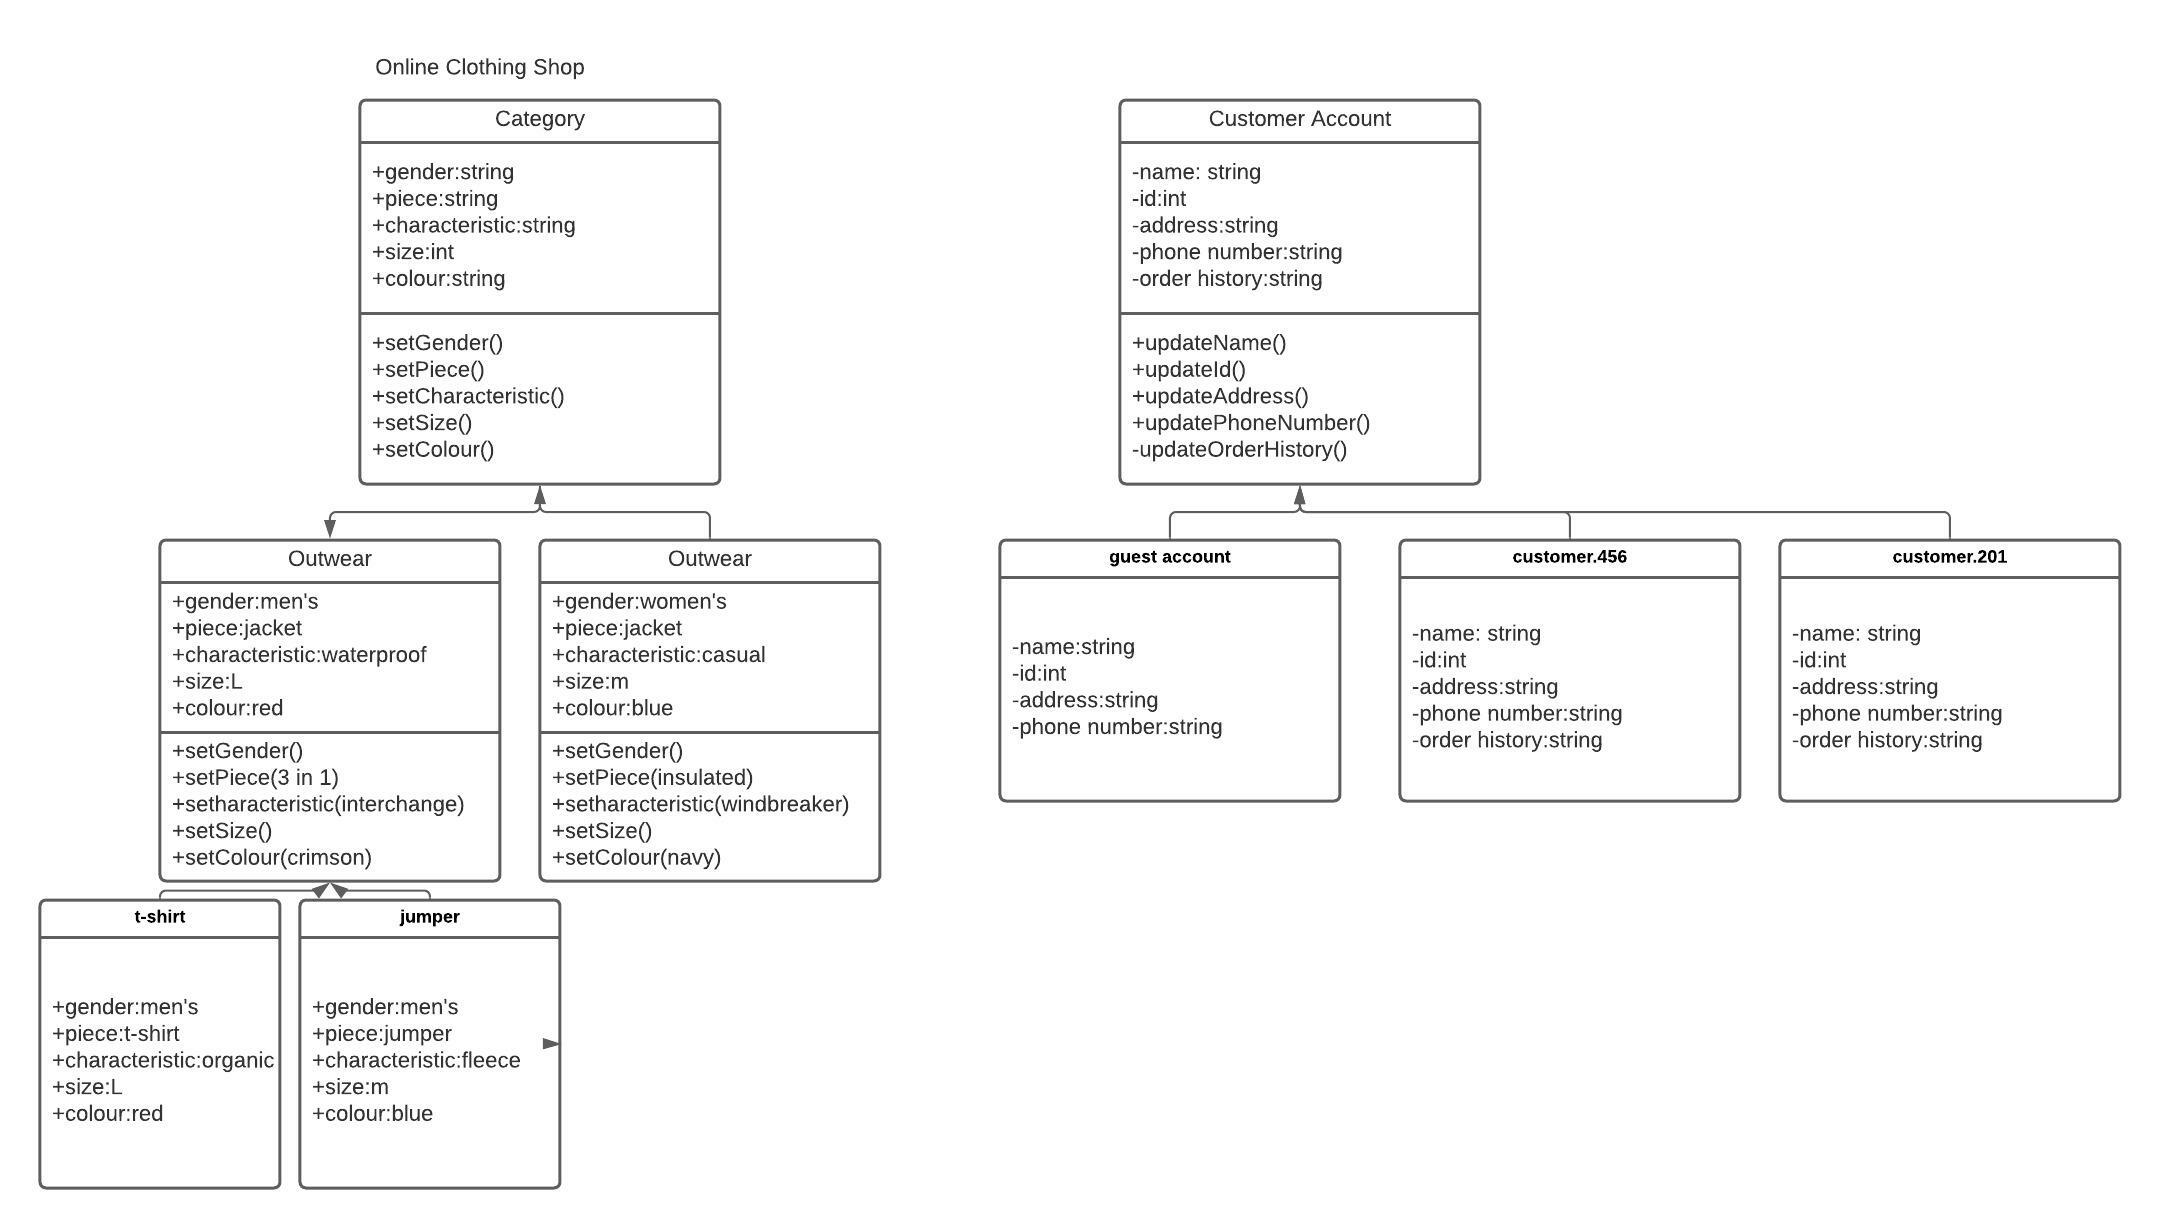 Online Clothing Shop
Category
+gender:string
+piece:string
+characteristic:string
+size:int
+colour:string
+setGender()
+setPiece()
+setCharacteristic()
+setSize()
+setColour()
Customer Account
-name: string
-id:int
-address:string
-phone number:string
-order history:string
+updateName()
+updateId()
+updateAddress()
+updatePhoneNumber()
-updateOrderHistory()
Outwear
+gender:men's
+piece:jacket
+characteristic:waterproof
+size:L
+colour:red
+setGender()
+setPiece(3 in 1)
+setharacteristic(interchange)
+setSize()
+setColour(crimson)
Outwear
+gender:women's
+piece:jacket
+characteristic:casual
+size:m
+colour:blue
+setGender()
+setPiece(insulated)
+setharacteristic(windbreaker)
+setSize()
+setColour(navy)
guest account
-name:string
-id:int
-address:string
-phone number:string
customer.456
-name: string
-id:int
-address:string
-phone number:string
-order history:string
customer.201
-name: string
-id:int
-address:string
-phone number:string
-order history:string
t-shirt
+gender:men's
+piece:t-shirt
+characteristic:organic
+size:L
+colour:red
jumper
+gender:men's
+piece:jumper
+characteristic:fleece
+size:m
+colour:blue